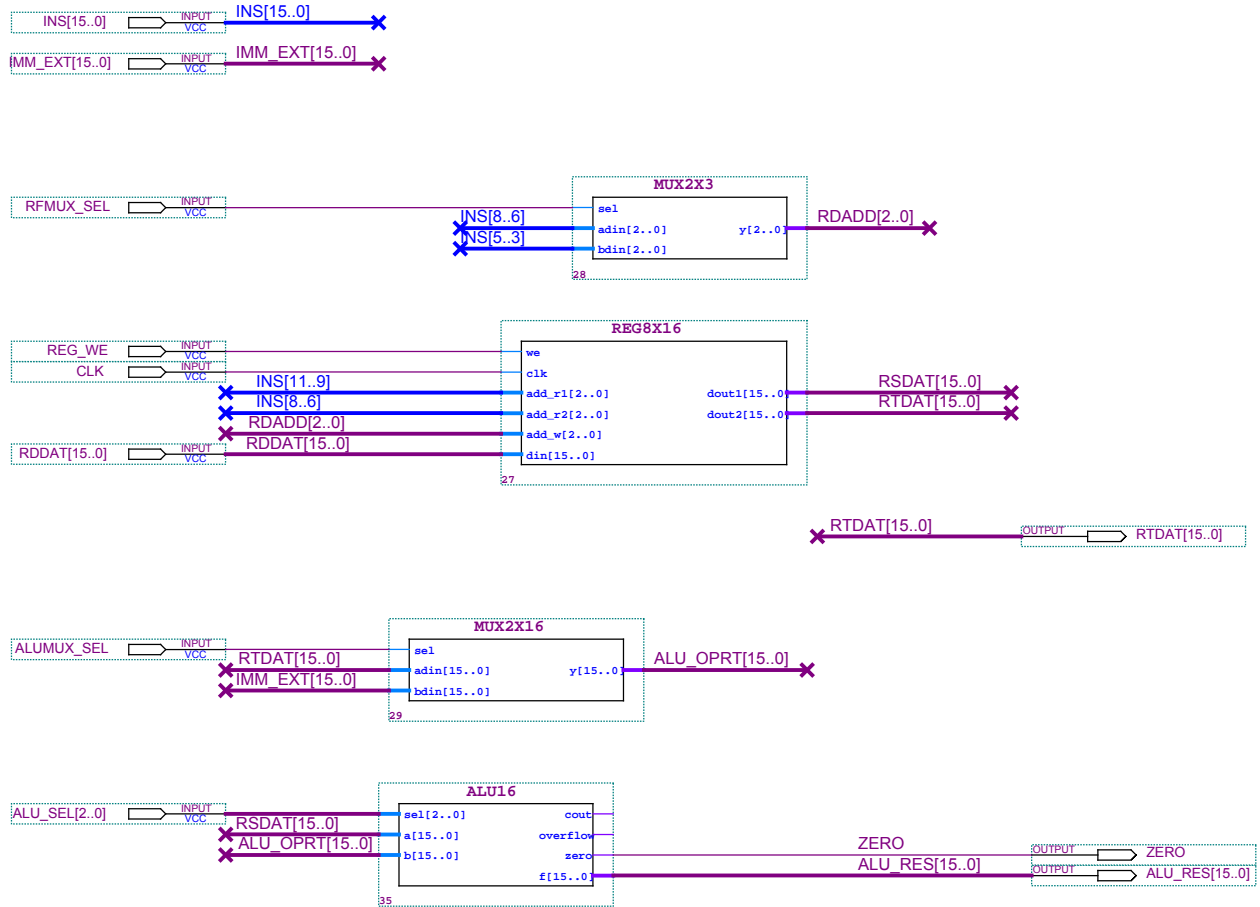 INS[15..0] INPUT VCC INS[15..0]
IMM_EXT[15..0] INPUT VCC IMM_EXT[15..0]
MUX2X3
RFMUX_SEL INPUT VCC sel
INS[8..6] adin[2..0] y[2..0] RDADD[2..0]
INS[5..3] bdin[2..0]
28
REG8X16
REG_WE INPUT VCC we
CLK INPUT VCC clk
INS[11..9] add_r1[2..0] dout1[15..0] RSDAT[15..0]
INS[8..6] add_r2[2..0] dout2[15..0] RTDAT[15..0]
RDADD[2..0] add_w[2..0]
RDDAT[15..0] INPUT VCC RDDAT[15..0] din[15..0]
27
RTDAT[15..0] OUTPUT RTDAT[15..0]
MUX2X16
ALUMUX_SEL INPUT VCC sel
RTDAT[15..0] adin[15..0] y[15..0] ALU_OPRT[15..0]
IMM_EXT[15..0] bdin[15..0]
29
ALU16
ALU_SEL[2..0] INPUT VCC sel[2..0] cout
RSDAT[15..0] a[15..0] overflow
ALU_OPRT[15..0] b[15..0] zero ZERO OUTPUT ZERO
f[15..0] ALU_RES[15..0] OUTPUT ALU_RES[15..0]
35